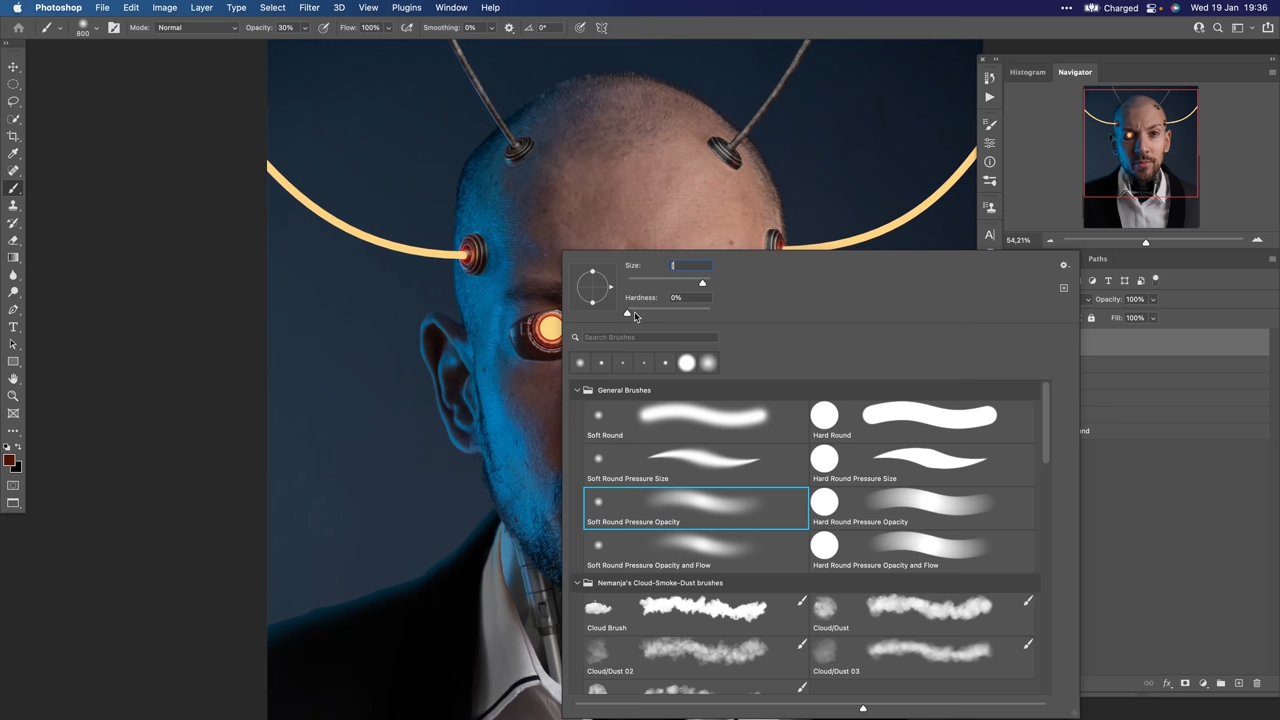 Photoshop File Edit Image Layer Type Select Filter 3D View Plugins Window Help Charged Wed 19 Jan 19:36
800 Mode: Normal Opacity: 30% Flow: 100% Smoothing: 0% 0°
Histogram Navigator
54,21%
Paths
Size:
Opacity: 100%
Hardness: 0%
Fill: 100%
Search Brushes
General Brushes
Soft Round Hard Round
und
Soft Round Pressure Size Hard Round Pressure Size
Soft Round Pressure Opacity Hard Round Pressure Opacity
Soft Round Pressure Opacity and Flow Hard Round Pressure Opacity and Flow
Nemanja's Cloud-Smoke-Dust brushes
Cloud Brush Cloud/Dust
Cloud/Dust 02 Cloud/Dust 03